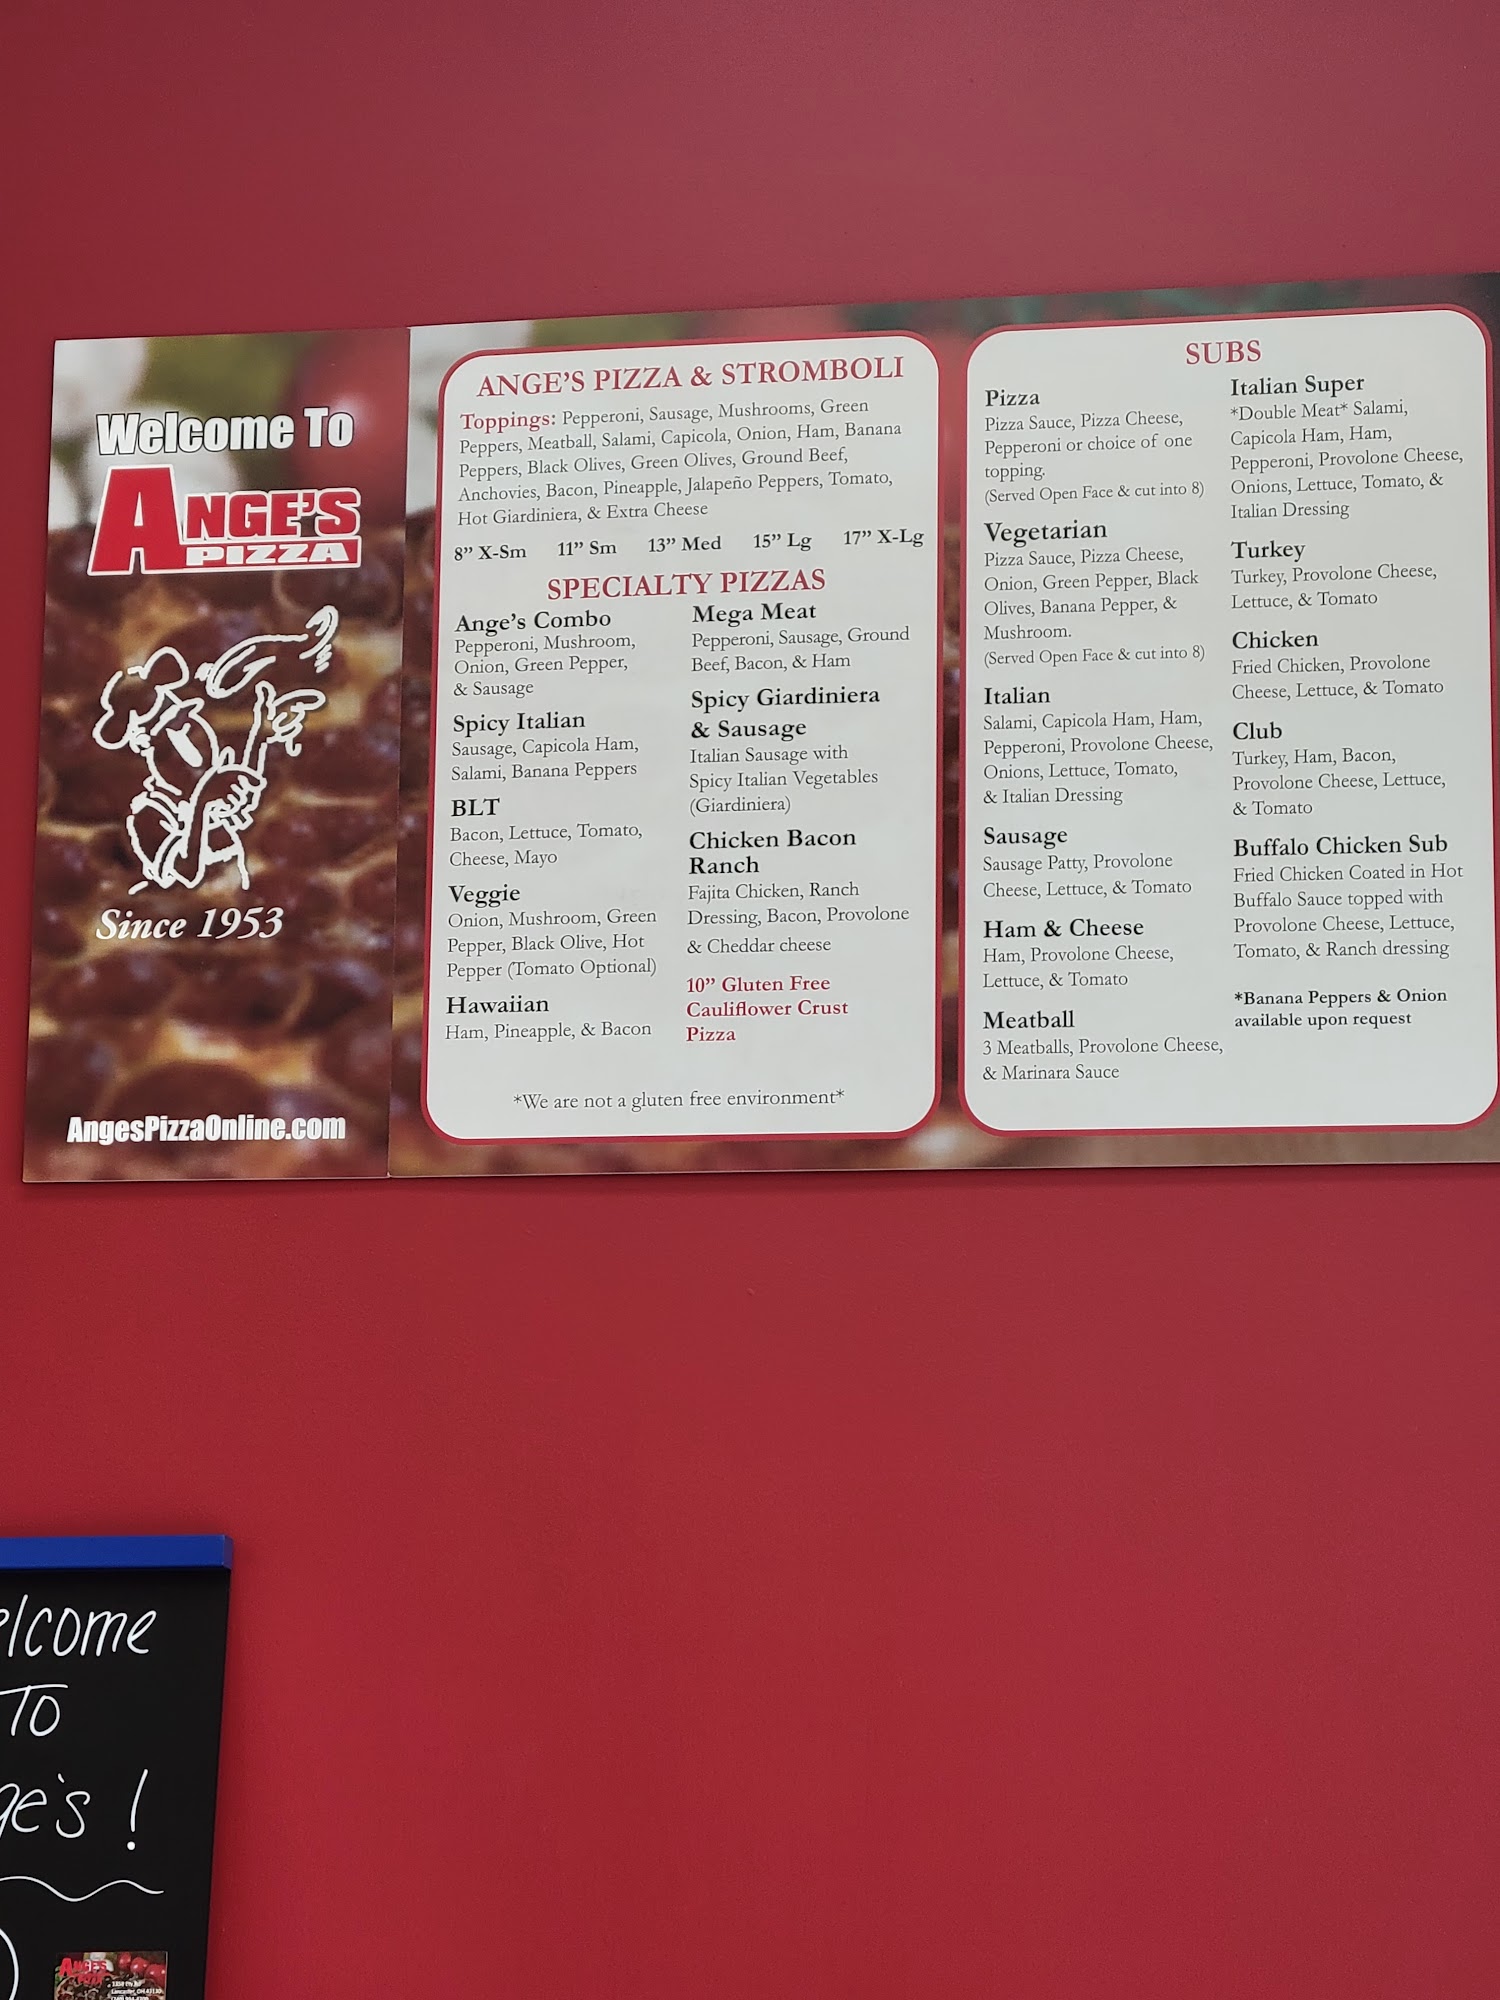 Welcome To
ANGE'S
PIZZA
Since 1953
AngesPizzaOnline.com
ANGE'S PIZZA & STROMBOLI
Toppings: Pepperoni, Sausage, Mushrooms, Green
Peppers, Meatball, Salami, Capicola, Onion, Ham, Banana
Peppers, Black Olives, Green Olives, Ground Beef,
Anchovies, Bacon, Pineapple, Jalapeño Peppers, Tomato,
Hot Giardiniera, & Extra Cheese
8” X-Sm 11” Sm 13” Med 15” Lg 17” X-Lg
SPECIALTY PIZZAS
Ange's Combo
Pepperoni, Mushroom,
Onion, Green Pepper,
& Sausage
Spicy Italian
Sausage, Capicola Ham,
Salami, Banana Peppers
BLT
Bacon, Lettuce, Tomato,
Cheese, Mayo
Veggie
Onion, Mushroom, Green
Pepper, Black Olive, Hot
Pepper (Tomato Optional)
Hawaiian
Ham, Pineapple, & Bacon
Mega Meat
Pepperoni, Sausage, Ground
Beef, Bacon, & Ham
Spicy Giardiniera
& Sausage
Italian Sausage with
Spicy Italian Vegetables
(Giardiniera)
Chicken Bacon
Ranch
Fajita Chicken, Ranch
Dressing, Bacon, Provolone
& Cheddar cheese
10” Gluten Free
Cauliflower Crust
Pizza
*We are not a gluten free environment*
SUBS
Pizza
Pizza Sauce, Pizza Cheese,
Pepperoni or choice of one
topping.
(Served Open Face & cut into 8)
Vegetarian
Pizza Sauce, Pizza Cheese,
Onion, Green Pepper, Black
Olives, Banana Pepper, &
Mushroom.
(Served Open Face & cut into 8)
Italian
Salami, Capicola Ham, Ham,
Pepperoni, Provolone Cheese,
Onions, Lettuce, Tomato,
& Italian Dressing
Sausage
Sausage Patty, Provolone
Cheese, Lettuce, & Tomato
Ham & Cheese
Ham, Provolone Cheese,
Lettuce, & Tomato
Meatball
3 Meatballs, Provolone Cheese,
& Marinara Sauce
Italian Super
*Double Meat* Salami,
Capicola Ham, Ham,
Pepperoni, Provolone Cheese,
Onions, Lettuce, Tomato, &
Italian Dressing
Turkey
Turkey, Provolone Cheese,
Lettuce, & Tomato
Chicken
Fried Chicken, Provolone
Cheese, Lettuce, & Tomato
Club
Turkey, Ham, Bacon,
Provolone Cheese, Lettuce,
& Tomato
Buffalo Chicken Sub
Fried Chicken Coated in Hot
Buffalo Sauce topped with
Provolone Cheese, Lettuce,
Tomato, & Ranch dressing
*Banana Peppers & Onion
available upon request
elcome
To
ge's !
ANGE'S
Lancaster, OH 43130